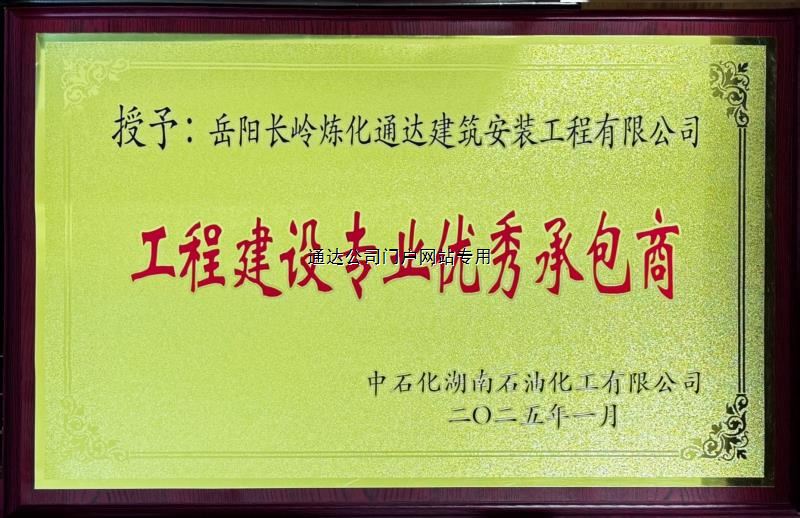 授予：岳阳长岭炼化通达建筑安装工程有限公司
工程建设专业优秀承包商
通达公司门户网站专用
中石化湖南石油化工有限公司
二〇二五年一月